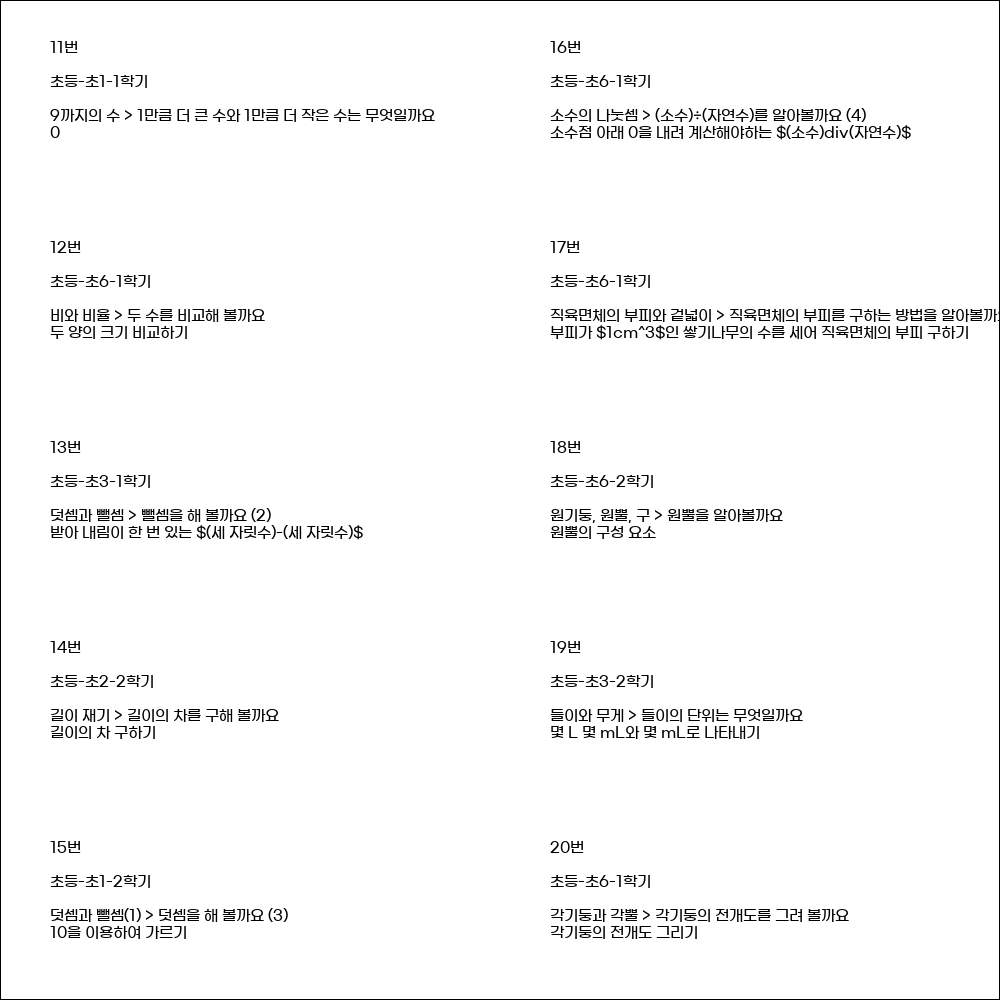 11번
초등-초1-1학기
9까지의 수 > 1만큼 더 큰 수와 1만큼 더 작은 수는 무엇일까요
0
12번
초등-초6-1학기
비와 비율 > 두 수를 비교해 볼까요
두 양의 크기 비교하기
13번
초등-초3-1학기
덧셈과 뺄셈 > 뺄셈을 해 볼까요 (2)
받아 내림이 한 번 있는 $(세 자릿수)-(세 자릿수)$
14번
초등-초2-2학기
길이 재기 > 길이의 차를 구해 볼까요
길이의 차 구하기
15번
초등-초1-2학기
덧셈과 뺄셈(1) > 덧셈을 해 볼까요 (3)
10을 이용하여 가르기
16번
초등-초6-1학기
소수의 나눗셈 > (소수)÷(자연수)를 알아볼까요 (4)
소수점 아래 0을 내려 계산해야하는 $(소수)div(자연수)$
17번
초등-초6-1학기
직육면체의 부피와 겉넓이 > 직육면체의 부피를 구하는 방법을 알아볼까
부피가 $1cm^3$인 쌓기나무의 수를 세어 직육면체의 부피 구하기
18번
초등-초6-2학기
원기둥, 원뿔, 구 > 원뿔을 알아볼까요
원뿔의 구성 요소
19번
초등-초3-2학기
들이와 무게 > 들이의 단위는 무엇일까요
몇 L 몇 mL와 몇 mL로 나타내기
20번
초등-초6-1학기
각기둥과 각뿔 > 각기둥의 전개도를 그려 볼까요
각기둥의 전개도 그리기